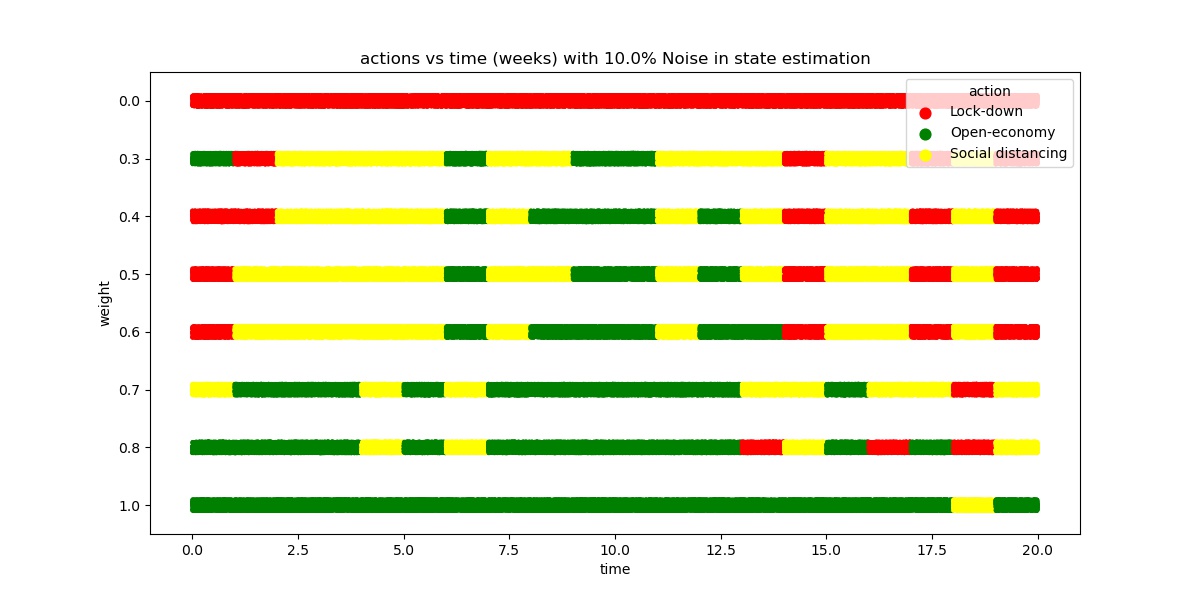 actions vs time (weeks) with 10.0% Noise in state estimation
action
Lock-down
Open-economy
Social distancing
weight
0.0
0.3
0.4
0.5
0.6
0.7
0.8
1.0
0.0 2.5 5.0 7.5 10.0 12.5 15.0 17.5 20.0
time